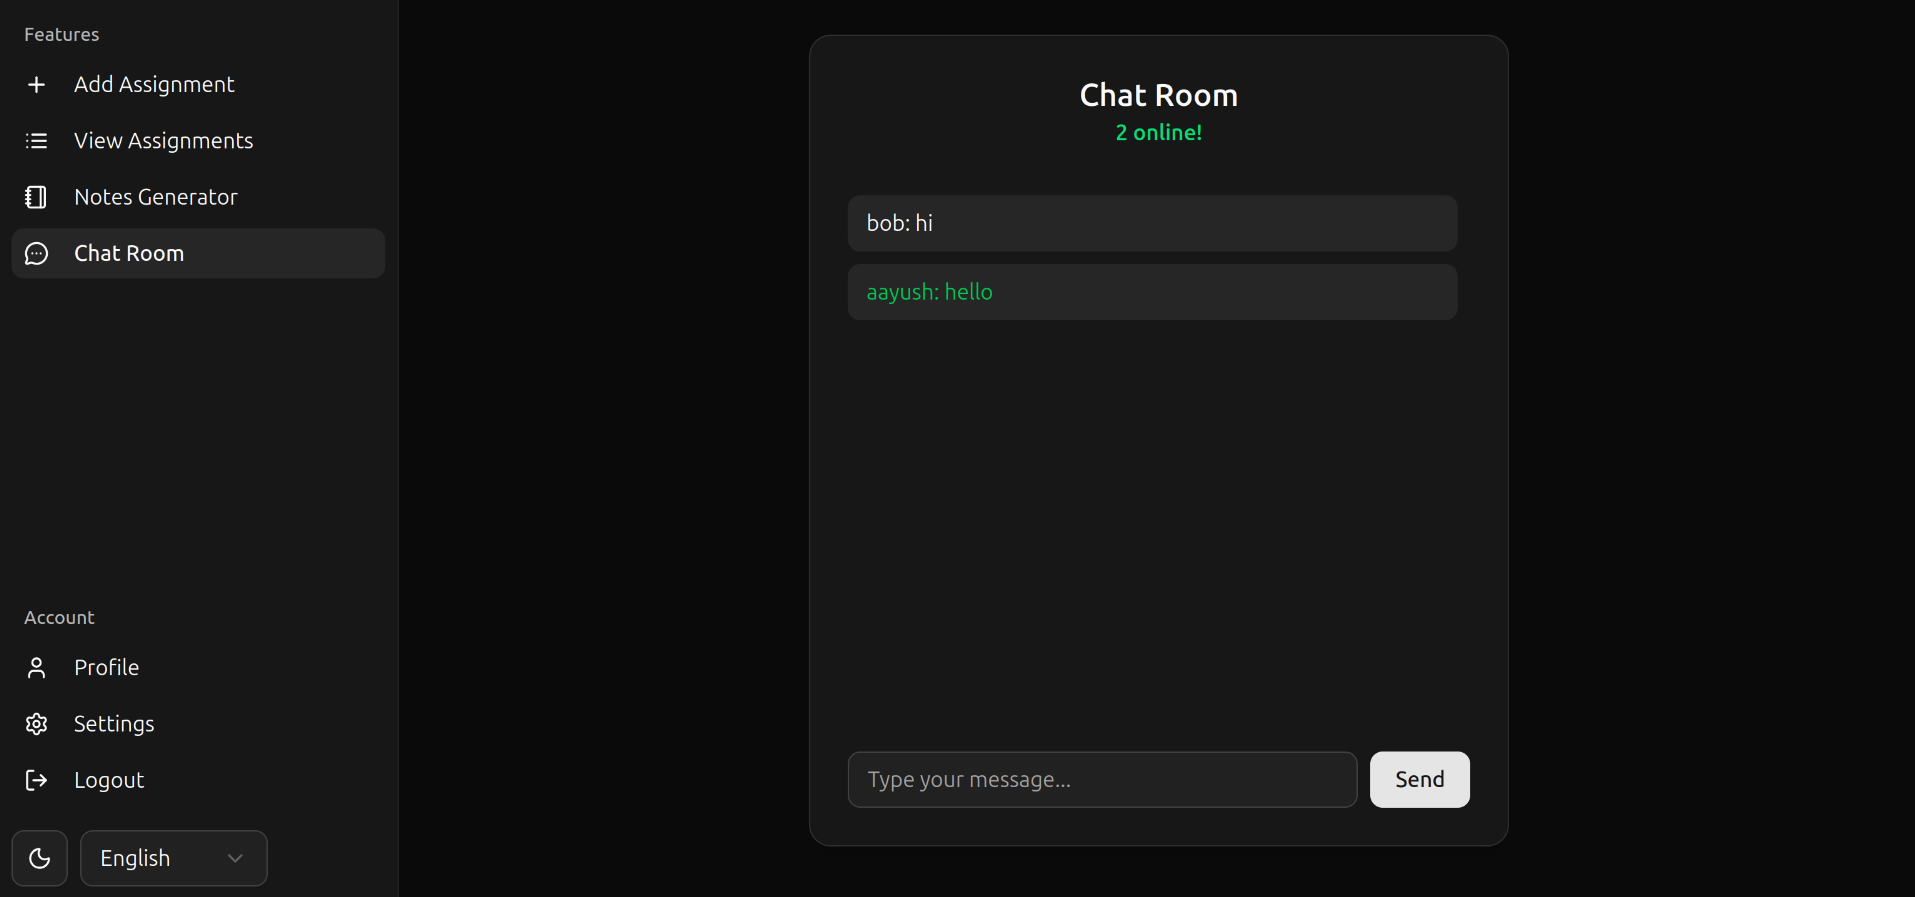 Features
Add Assignment
View Assignments
Notes Generator
Chat Room
Account
Profile
Settings
Logout
English
Chat Room
2 online!
bob: hi
aayush: hello
Type your message...
Send